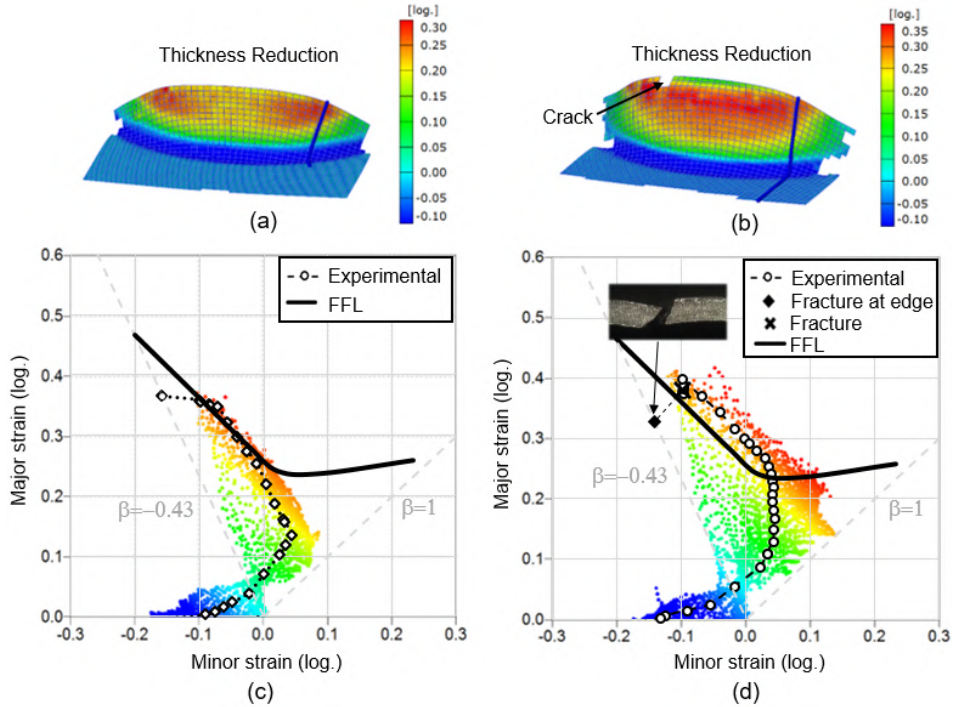 [log.]
0.30
0.25
0.20
0.15
0.10
0.05
0.00
-0.05
-0.10
Thickness Reduction
(a)
[log.]
0.35
0.30
0.25
0.20
0.15
0.10
0.05
0.00
-0.05
-0.10
Thickness Reduction
Crack
(b)
0.6
0.5
0.4
0.3
0.2
0.1
0.0
Major strain (log.)
Experimental
FFL
β=−0.43
β=1
-0.3 -0.2 -0.1 0.0 0.1 0.2 0.3
Minor strain (log.)
(c)
0.6
0.5
0.4
0.3
0.2
0.1
0.0
Major strain (log.)
Experimental
Fracture at edge
Fracture
FFL
β=−0.43
β=1
-0.3 -0.2 -0.1 0.0 0.1 0.2 0.3
Minor strain (log.)
(d)